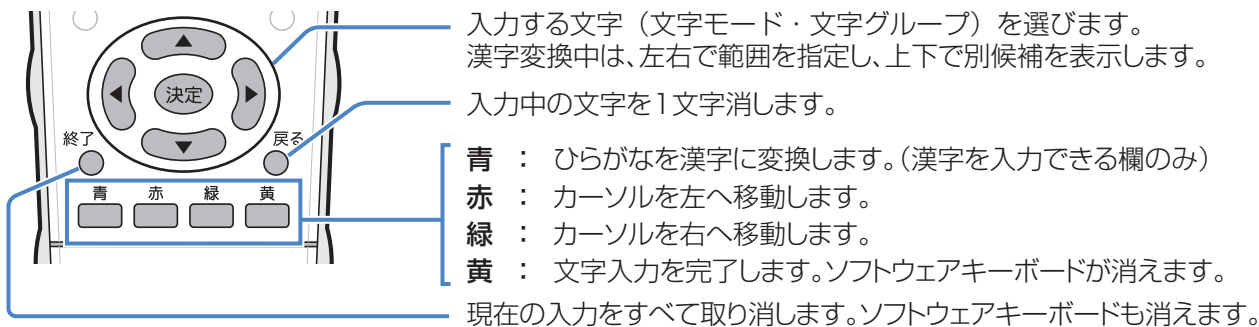 入力する文字（文字モード・文字グループ）を選びます。
漢字変換中は、左右で範囲を指定し、上下で別候補を表示します。
決定
入力中の文字を1文字消します。
終了
戻る
青 赤 緑 黄
青 ： ひらがなを漢字に変換します。（漢字を入力できる欄のみ）
赤 ： カーソルを左へ移動します。
緑 ： カーソルを右へ移動します。
黄 ： 文字入力を完了します。ソフトウェアキーボードが消えます。
現在の入力をすべて取り消します。ソフトウェアキーボードも消えます。